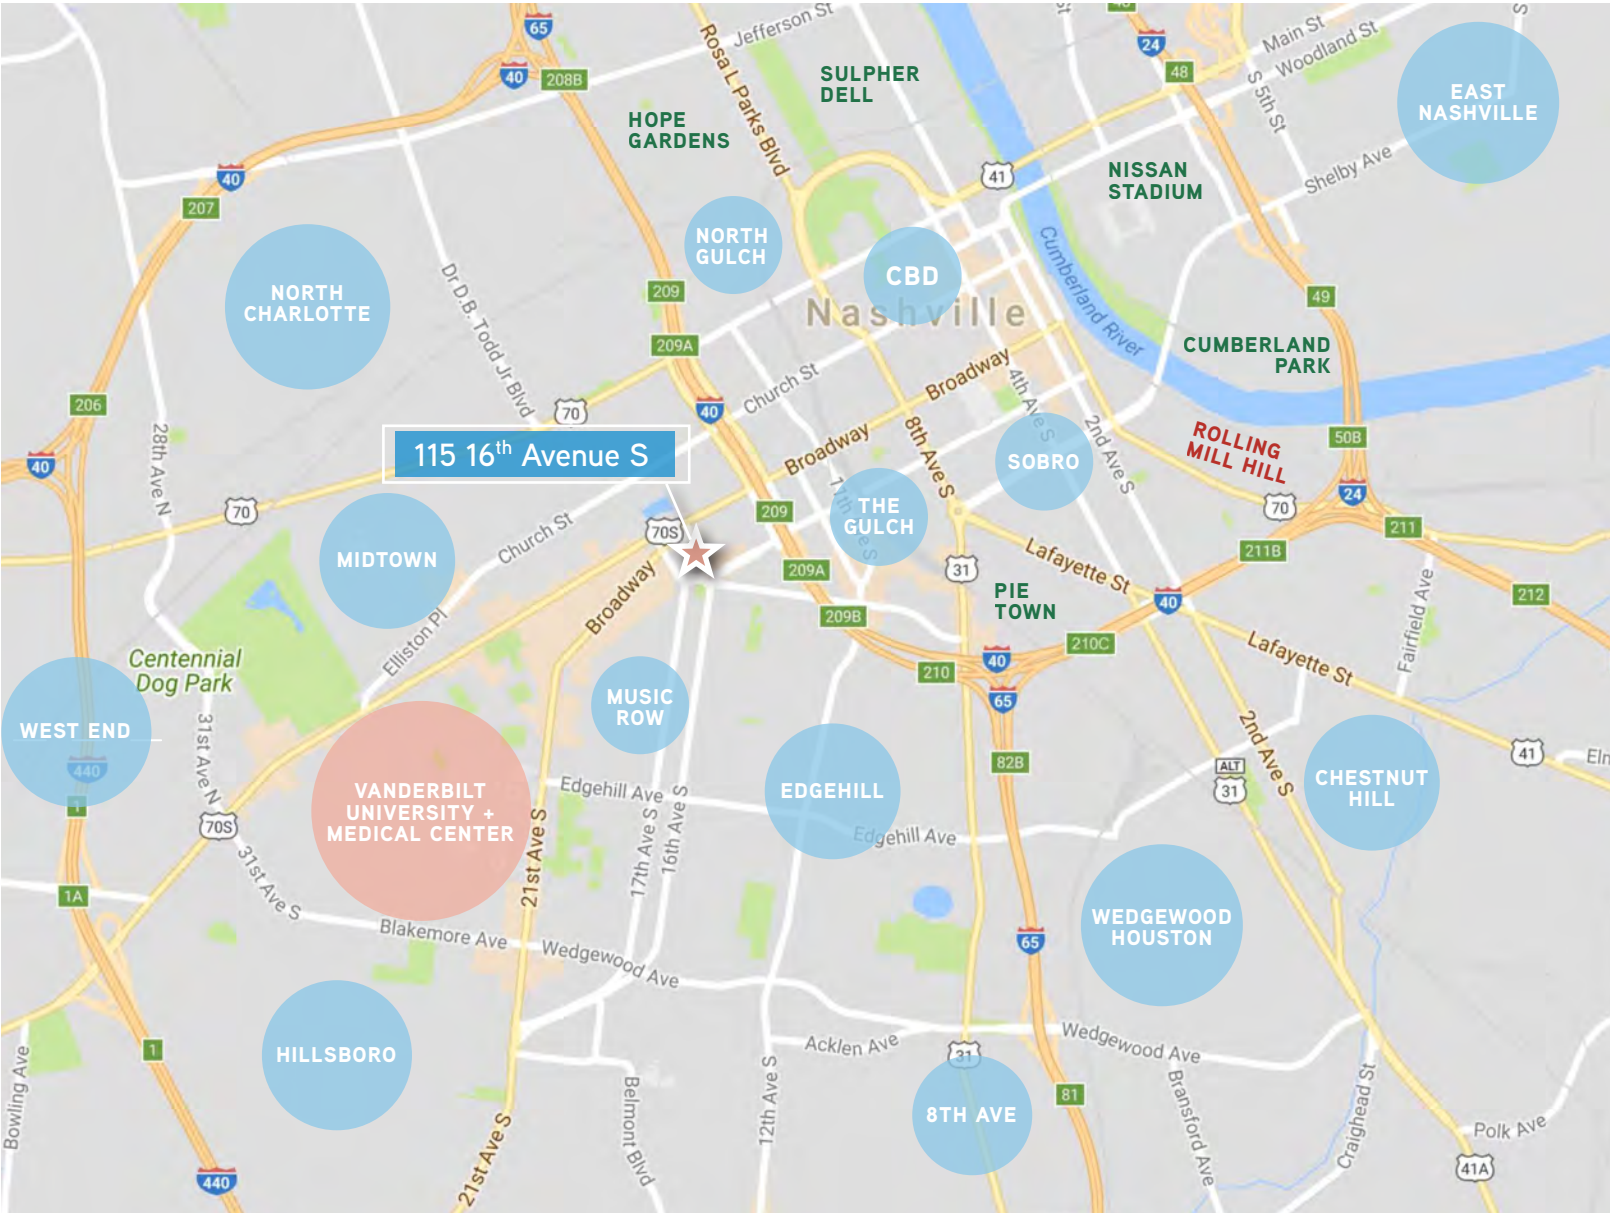 65
40
208B
Jefferson St
Rosa L Parks Blvd
SULPHER
DELL
HOPE
GARDENS
24
48
Main St
Woodland St
S 5th St
EAST
NASHVILLE
Shelby Ave
NISSAN
STADIUM
41
40
207
NORTH
GULCH
CBD
Nashville
Cumberland River
NORTH
CHARLOTTE
Dr D.B. Todd Jr Blvd
209
209A
49
CUMBERLAND
PARK
206
70
40
Church St
Broadway
4th Ave S
2nd Ave S
8th Ave S
Broadway
115 16th Avenue S
28th Ave N
40
70
SOBRO
ROLLING
MILL HILL
50B
24
70
211
211B
THE
GULCH
209
70S
Church St
MIDTOWN
209A
31
Lafayette St
PIE
TOWN
40
212
Fairfield Ave
209B
Broadway
Elliston Pl
Centennial
Dog Park
210
40
210C
65
Lafayette St
WEST END
440
1
31st Ave N
MUSIC
ROW
82B
2nd Ave S
ALT
31
41
CHESTNUT
HILL
VANDERBILT
UNIVERSITY +
MEDICAL CENTER
Edgehill Ave
EDGEHILL
Edgehill Ave
70S
21st Ave S
17th Ave S
16th Ave S
31st Ave S
1A
Blakemore Ave
Wedgewood Ave
65
WEDGEWOOD
HOUSTON
HILLSBORO
1
Bowling Ave
Acklen Ave
31
Wedgewood Ave
81
8TH AVE
Belmont Blvd
12th Ave S
Bransford Ave
Craighead St
Polk Ave
41A
21st Ave S
440